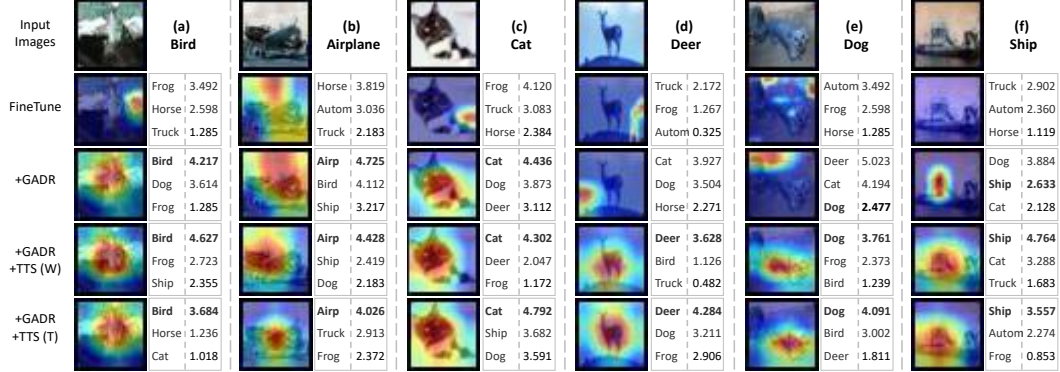 Input Images (a) Bird (b) Airplane (c) Cat (d) Deer (e) Dog (f) Ship
FineTune
Frog 3.492 Horse 3.819 Frog 4.120 Truck 2.172 Autom 3.492 Truck 2.902
Horse 2.598 Autom 3.036 Truck 3.083 Frog 1.267 Frog 2.598 Autom 2.360
Truck 1.285 Truck 2.183 Horse 2.384 Autom 0.325 Horse 1.285 Horse 1.119
+GADR
Bird 4.217 Airp 4.725 Cat 4.436 Cat 3.927 Deer 5.023 Dog 3.884
Dog 3.614 Bird 4.112 Dog 3.873 Dog 3.504 Cat 4.194 Ship 2.633
Frog 1.285 Ship 3.217 Deer 3.112 Horse 2.271 Dog 2.477 Cat 2.128
+GADR +TTS (W)
Bird 4.627 Airp 4.428 Cat 4.302 Deer 3.628 Dog 3.761 Ship 4.764
Frog 2.723 Ship 2.419 Deer 2.047 Bird 1.126 Frog 2.373 Cat 3.288
Ship 2.355 Dog 2.183 Frog 1.172 Truck 0.482 Bird 1.239 Truck 1.683
+GADR +TTS (T)
Bird 3.684 Airp 4.026 Cat 4.792 Deer 4.284 Dog 4.091 Ship 3.557
Horse 1.236 Truck 2.913 Ship 3.682 Dog 3.211 Bird 3.002 Autom 2.274
Cat 1.018 Frog 2.372 Dog 3.591 Frog 2.906 Deer 1.811 Frog 0.853